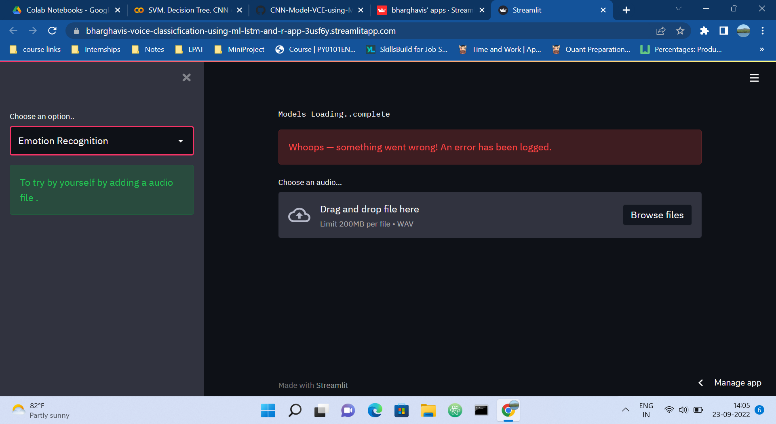 Colab Notebooks - Googl
SVM, Decision Tree, CNN
CNN-Model-VCI-using-M
bharghavis' apps · Stream
Streamlit
bharghavis-voice-classicfication-using-ml-lstm-and-r-app-3usf6y.streamlitapp.com
course links
Internships
Notes
LPAI
MiniProject
Course | PY0101EN...
SkillsBuild for Job S...
Time and Work | Ap...
Quant Preparation...
Percentages: Produ...
»
Choose an option..
Emotion Recognition
To try by yourself by adding a audio
file .
Models Loading..complete
Whoops — something went wrong! An error has been logged.
Choose an audio...
Drag and drop file here
Limit 200MB per file • WAV
Browse files
Made with Streamlit
Manage app
82°F
Partly sunny
ENG
IN
14:05
23-09-2022
6